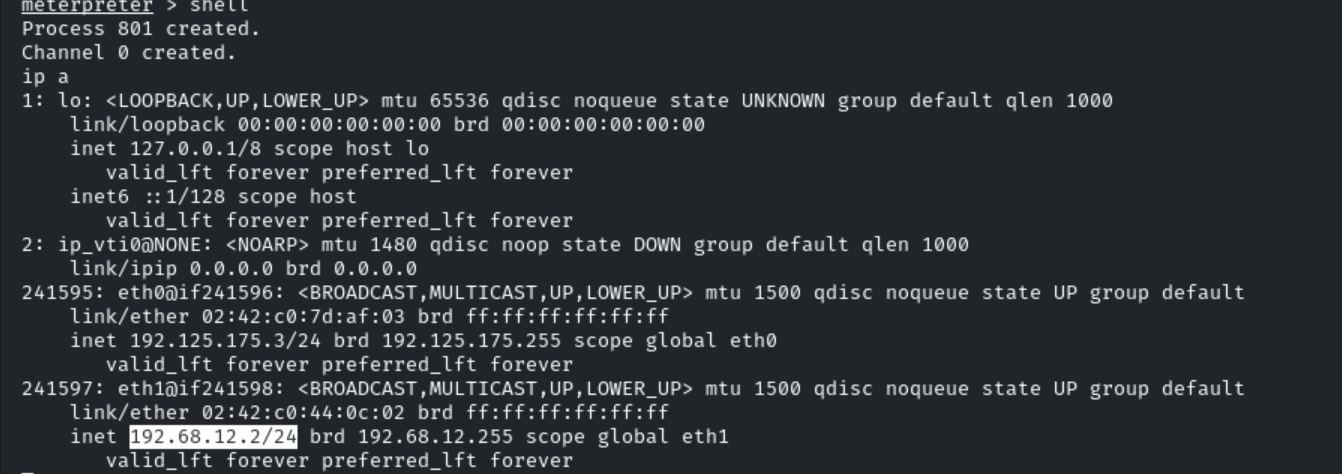 meterpreter > shell
Process 801 created.
Channel 0 created.
ip a
1: lo: <LOOPBACK,UP,LOWER_UP> mtu 65536 qdisc noqueue state UNKNOWN group default qlen 1000
    link/loopback 00:00:00:00:00:00 brd 00:00:00:00:00:00
    inet 127.0.0.1/8 scope host lo
       valid_lft forever preferred_lft forever
    inet6 ::1/128 scope host
       valid_lft forever preferred_lft forever
2: ip_vti0@NONE: <NOARP> mtu 1480 qdisc noop state DOWN group default qlen 1000
    link/ipip 0.0.0.0 brd 0.0.0.0
241595: eth0@if241596: <BROADCAST,MULTICAST,UP,LOWER_UP> mtu 1500 qdisc noqueue state UP group default
    link/ether 02:42:c0:7d:af:03 brd ff:ff:ff:ff:ff:ff
    inet 192.125.175.3/24 brd 192.125.175.255 scope global eth0
       valid_lft forever preferred_lft forever
241597: eth1@if241598: <BROADCAST,MULTICAST,UP,LOWER_UP> mtu 1500 qdisc noqueue state UP group default
    link/ether 02:42:c0:44:0c:02 brd ff:ff:ff:ff:ff:ff
    inet 192.68.12.2/24 brd 192.68.12.255 scope global eth1
       valid_lft forever preferred_lft forever